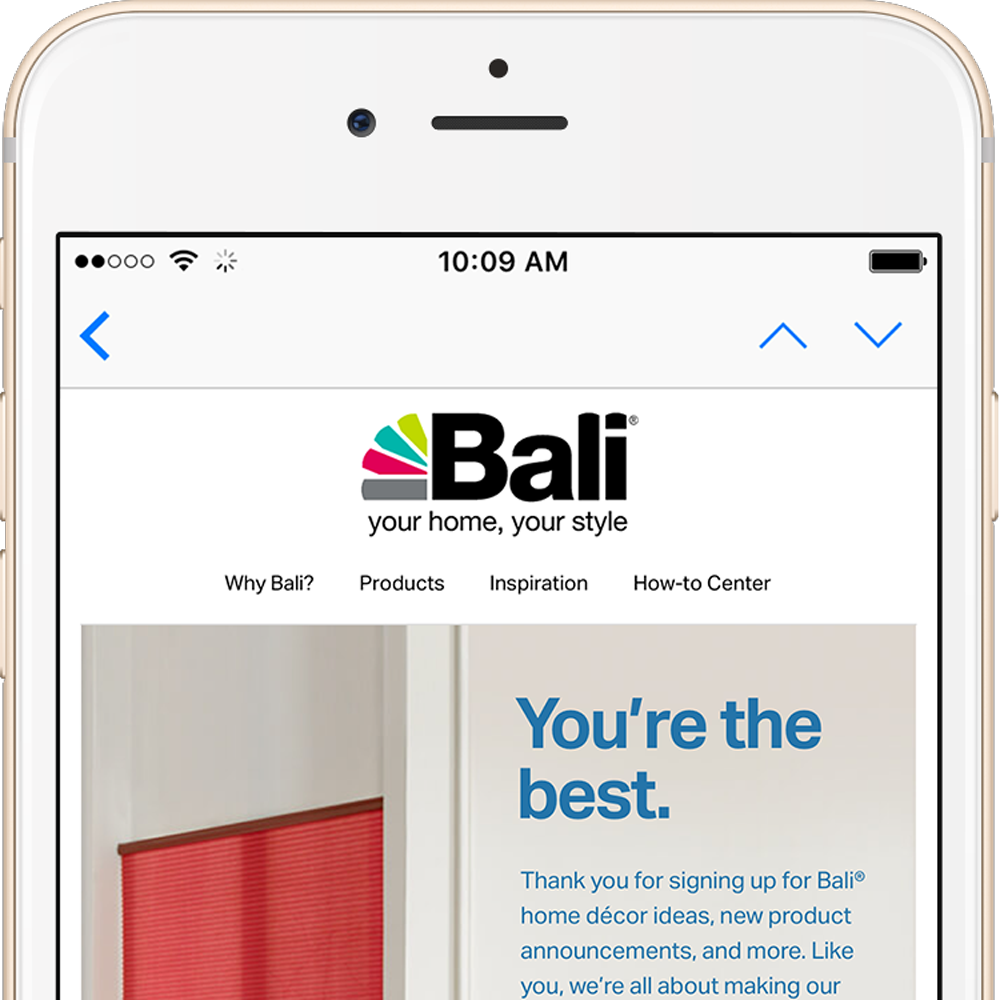 10:09 AM
Bali®
your home, your style
Why Bali? Products Inspiration How-to Center
You’re the
best.
Thank you for signing up for Bali®
home décor ideas, new product
announcements, and more. Like
you, we’re all about making our